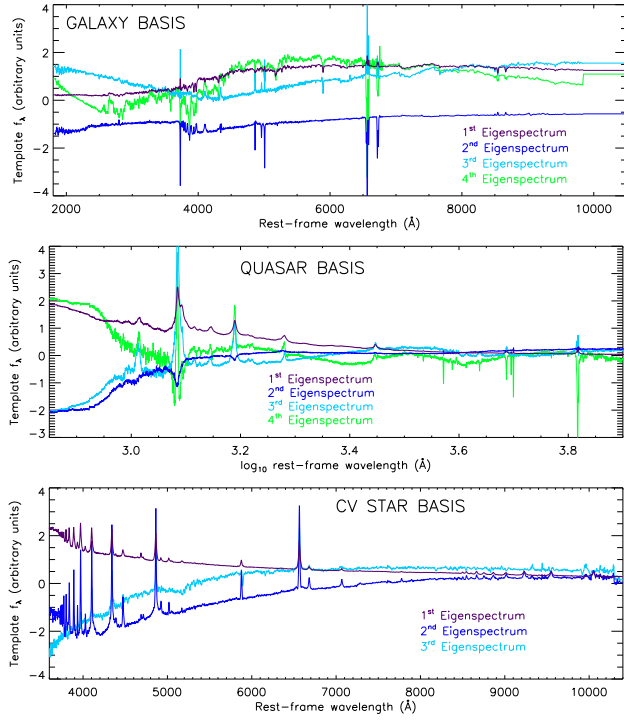 GALAXY BASIS
Template fλ (arbitrary units)
4
2
0
−2
−4
1st Eigenspectrum
2nd Eigenspectrum
3rd Eigenspectrum
4th Eigenspectrum
2000 4000 6000 8000 10000
Rest-frame wavelength (Å)
QUASAR BASIS
Template fλ (arbitrary units)
4
3
2
1
0
−1
−2
−3
1st Eigenspectrum
2nd Eigenspectrum
3rd Eigenspectrum
4th Eigenspectrum
3.0 3.2 3.4 3.6 3.8
log10 rest-frame wavelength (Å)
CV STAR BASIS
Template fλ (arbitrary units)
4
2
0
−2
−4
1st Eigenspectrum
2nd Eigenspectrum
3rd Eigenspectrum
4000 5000 6000 7000 8000 9000 10000
Rest-frame wavelength (Å)